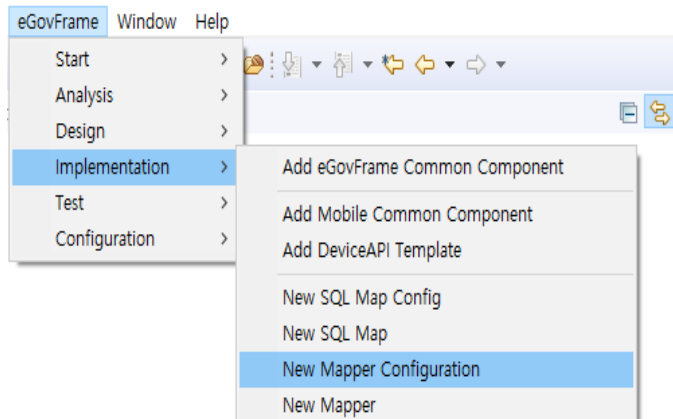 eGovFrame Window Help
Start
Analysis
Design
Implementation
Test
Configuration
Add eGovFrame Common Component
Add Mobile Common Component
Add DeviceAPI Template
New SQL Map Config
New SQL Map
New Mapper Configuration
New Mapper